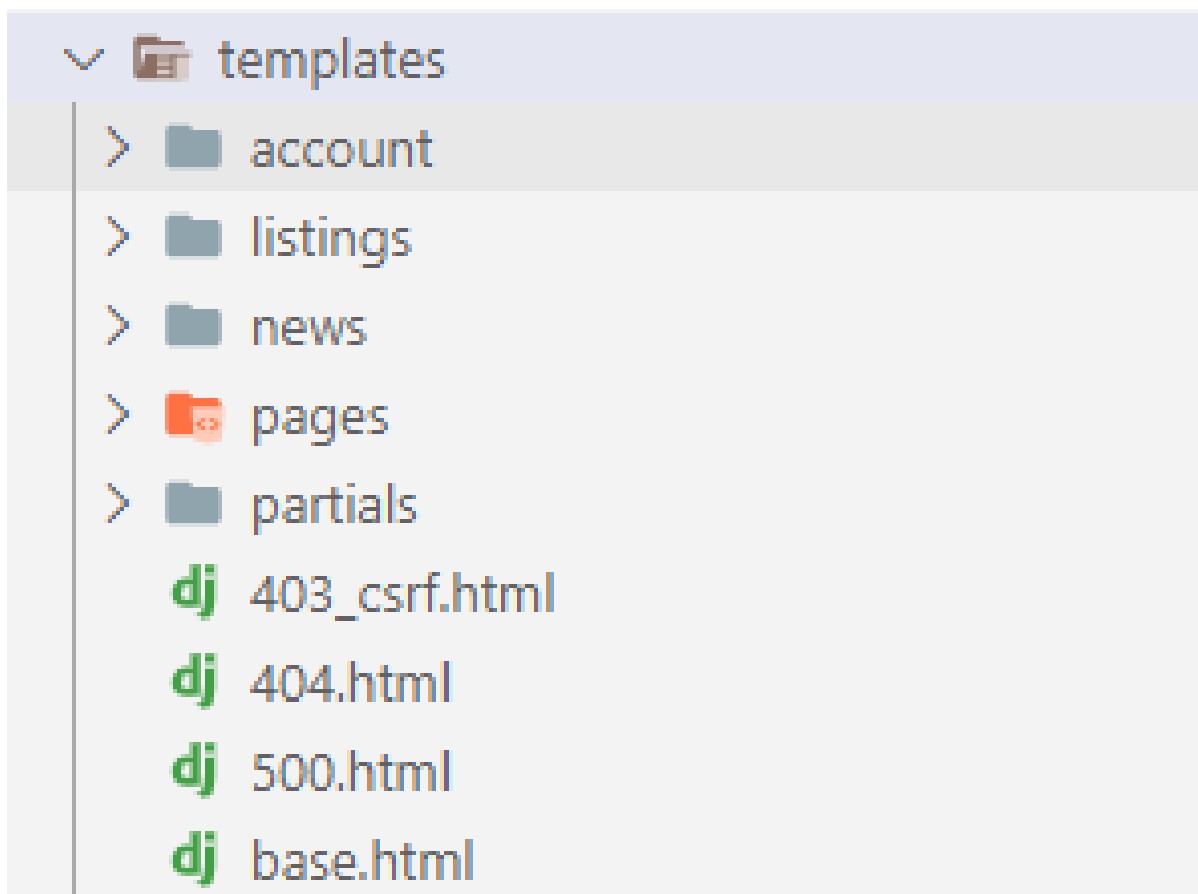 templates
account
listings
news
pages
partials
dj 403_csrf.html
dj 404.html
dj 500.html
dj base.html